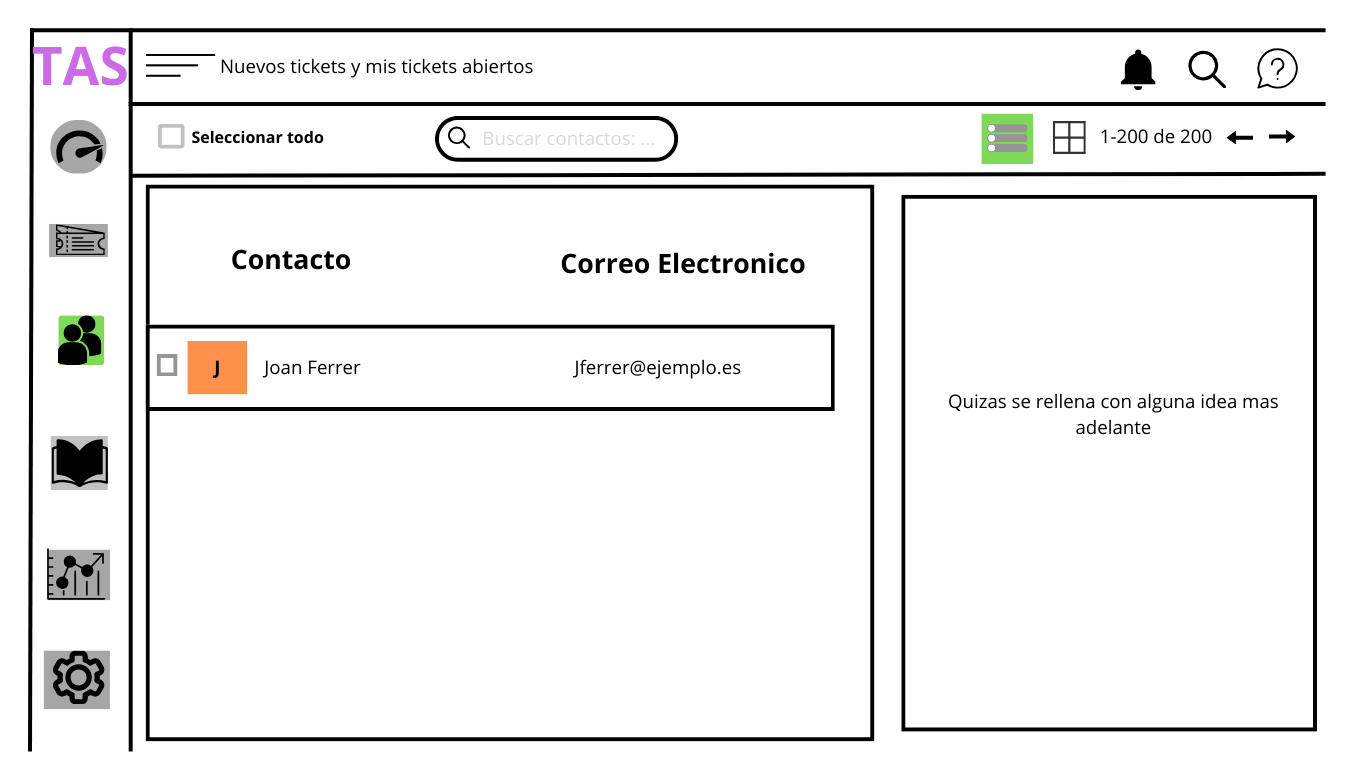 TAS
Nuevos tickets y mis tickets abiertos
?
Seleccionar todo
Buscar contactos: ...
1-200 de 200
Contacto
Correo Electronico
J
Joan Ferrer
Jferrer@ejemplo.es
Quizas se rellena con alguna idea mas
adelante